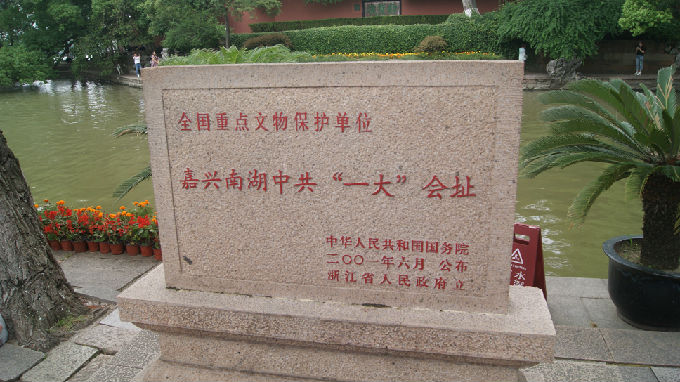 全国重点文物保护单位
嘉兴南湖中共“一大”会址
中华人民共和国国务院
二〇〇一年六月 公布
浙江省人民政府立
水